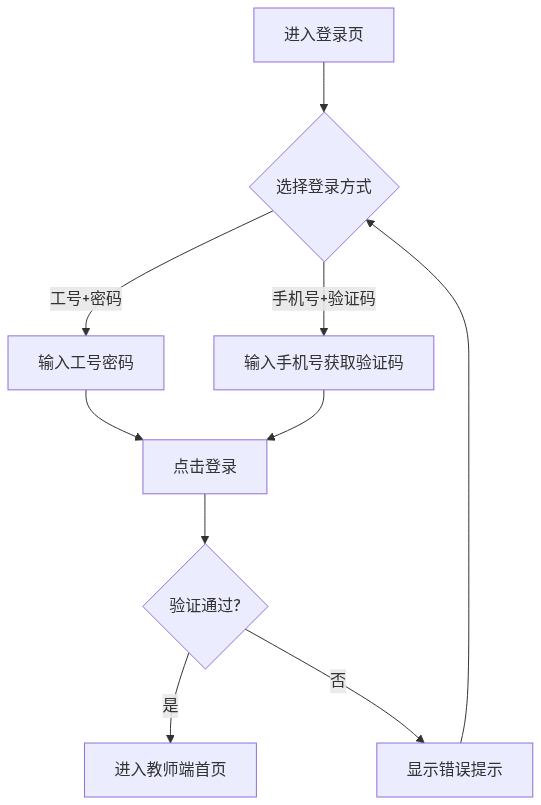 进入登录页
选择登录方式
工号+密码
手机号+验证码
输入工号密码
输入手机号获取验证码
点击登录
验证通过?
否
是
进入教师端首页
显示错误提示